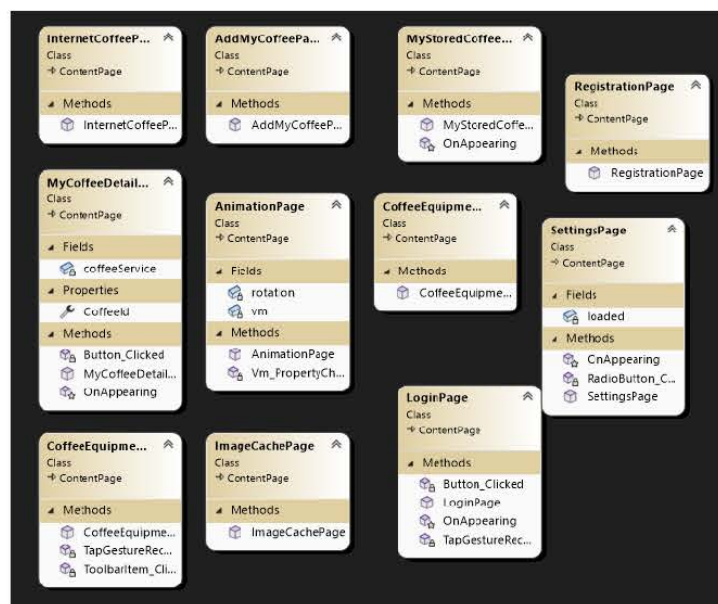 InternetCoffeeP...
Class
ContentPage
Methods
InternetCoffeeP...
AddMyCoffeePa...
Class
ContentPage
Methods
AddMyCoffeeP...
MyStoredCoffee...
Class
ContentPage
Methods
MyStoredCoffe...
OnAppearing
RegistrationPage
Class
ContentPage
Methods
RegistrationPage
MyCoffeeDetail...
Class
ContentPage
Fields
coffeeService
Properties
CoffeeId
Methods
Button_Clicked
MyCoffeeDetail...
OnAppearing
AnimationPage
Class
ContentPage
Fields
rotation
vm
Methods
AnimationPage
Vm_PropertyCh...
CoffeeEquipme...
Class
ContentPage
Methods
CoffeeEquipme...
SettingsPage
Class
ContentPage
Fields
loaded
Methods
OnAppearing
RadioButton_C...
SettingsPage
CoffeeEquipme...
Class
ContentPage
Methods
CoffeeEquipme...
TapGestureRec...
ToolbarItem_Cli...
ImageCachePage
Class
ContentPage
Methods
ImageCachePage
LoginPage
Class
ContentPage
Methods
Button_Clicked
LoginPage
OnAppearing
TapGestureRec...